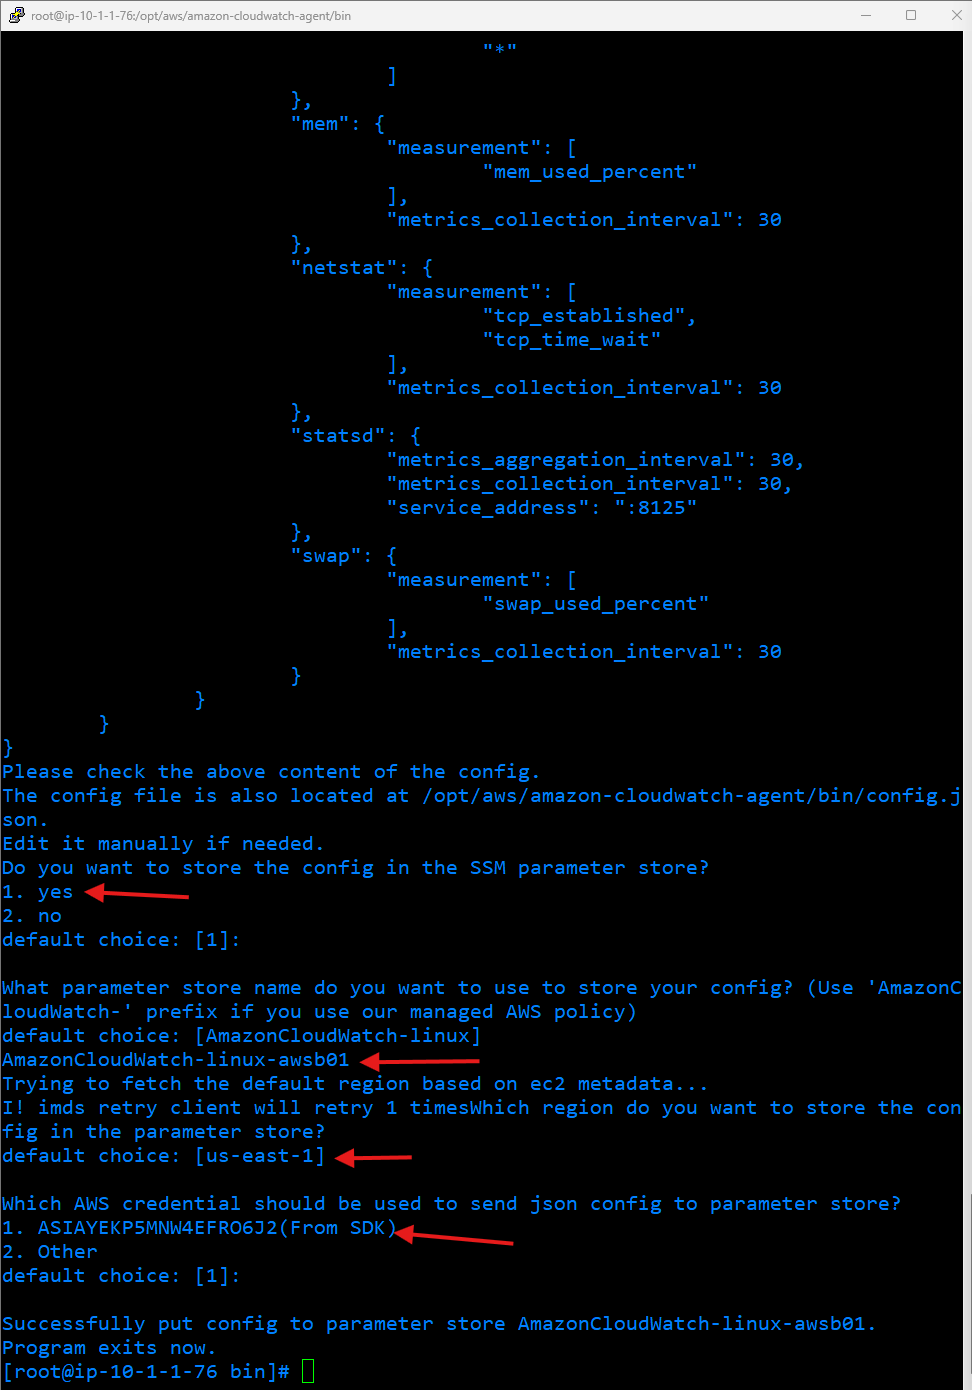 root@ip-10-1-1-76:/opt/aws/amazon-cloudwatch-agent/bin
"*"
]
},
"mem": {
"measurement": [
"mem_used_percent"
],
"metrics_collection_interval": 30
},
"netstat": {
"measurement": [
"tcp_established",
"tcp_time_wait"
],
"metrics_collection_interval": 30
},
"statsd": {
"metrics_aggregation_interval": 30,
"metrics_collection_interval": 30,
"service_address": ":8125"
},
"swap": {
"measurement": [
"swap_used_percent"
],
"metrics_collection_interval": 30
}
}
}
}
Please check the above content of the config.
The config file is also located at /opt/aws/amazon-cloudwatch-agent/bin/config.j
son.
Edit it manually if needed.
Do you want to store the config in the SSM parameter store?
1. yes
2. no
default choice: [1]:
What parameter store name do you want to use to store your config? (Use 'AmazonC
loudWatch-' prefix if you use our managed AWS policy)
default choice: [AmazonCloudWatch-linux]
AmazonCloudWatch-linux-awsb01
Trying to fetch the default region based on ec2 metadata...
I! imds retry client will retry 1 timesWhich region do you want to store the con
fig in the parameter store?
default choice: [us-east-1]
Which AWS credential should be used to send json config to parameter store?
1. ASIAYEKP5MNW4EFRO6J2(From SDK)
2. Other
default choice: [1]:
Successfully put config to parameter store AmazonCloudWatch-linux-awsb01.
Program exits now.
[root@ip-10-1-1-76 bin]#